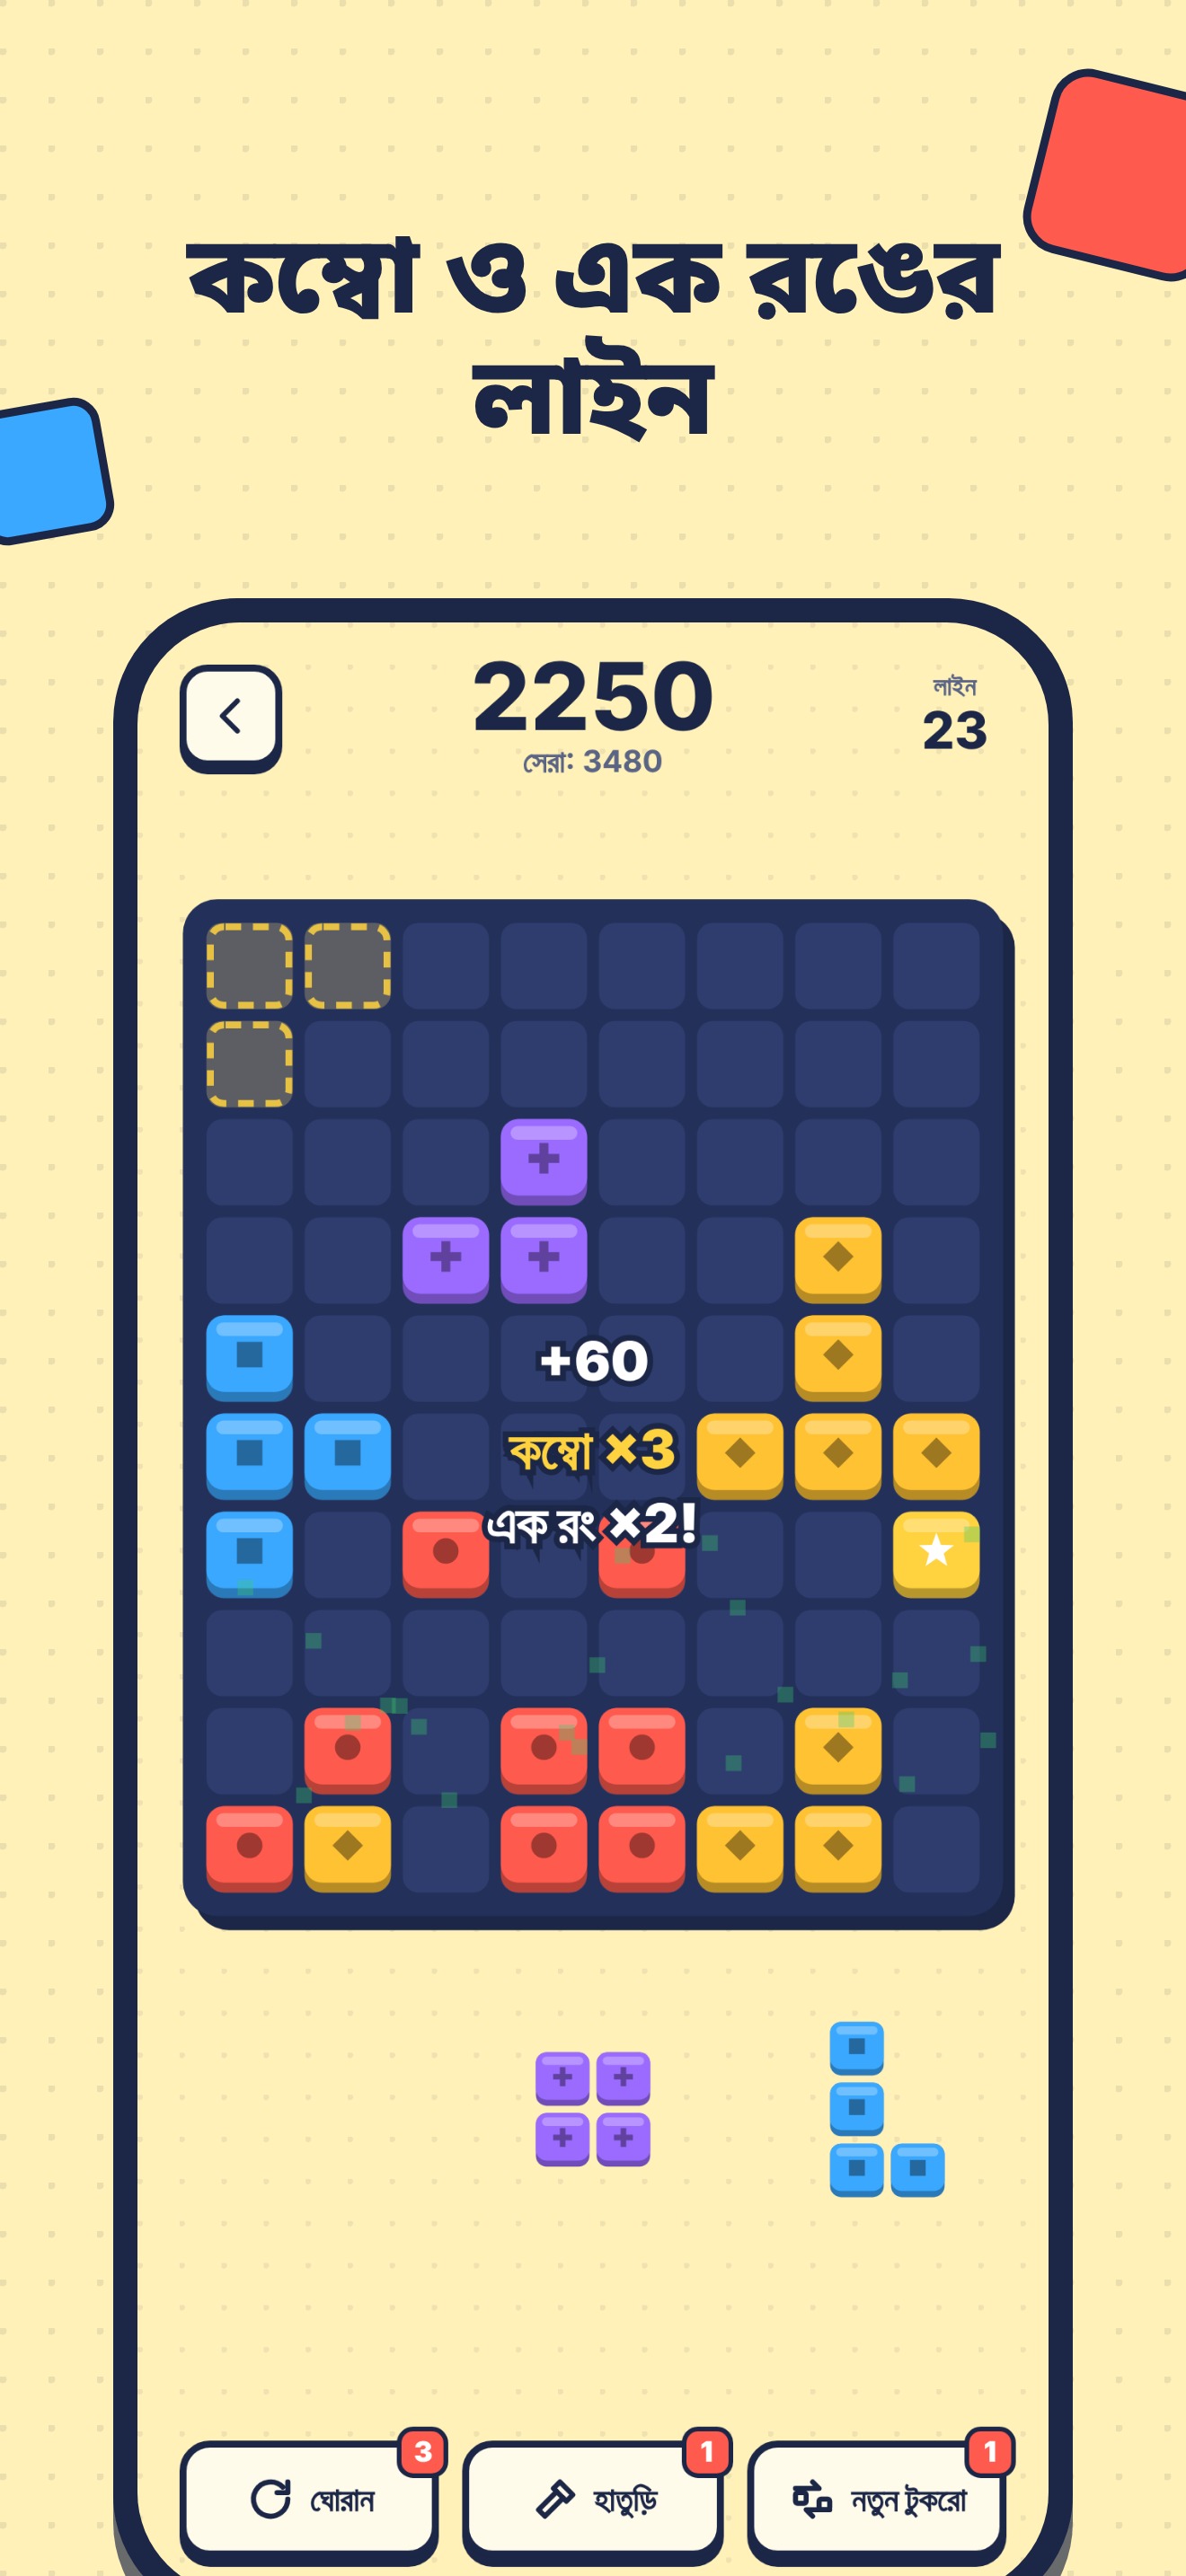 কম্বো ও এক রঙের
লাইন
2250
সেরা: 3480
লাইন
23
+60
কম্বো ×3
এক রং ×2!
3
1
1
ঘোরান
হাতুড়ি
নতুন টুকরো